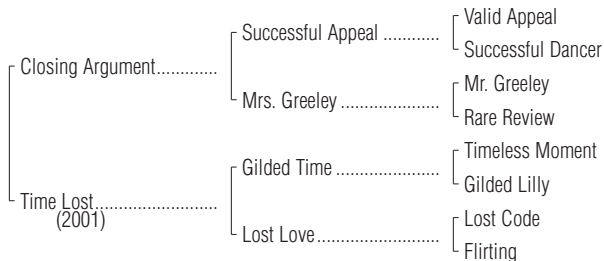 Valid Appeal
Successful Appeal ............
Successful Dancer
Closing Argument.............
Mr. Greeley
Mrs. Greeley .....................
Rare Review
Timeless Moment
Gilded Time ......................
Gilded Lilly
Time Lost..........................
(2001)
Lost Code
Lost Love..........................
Flirting